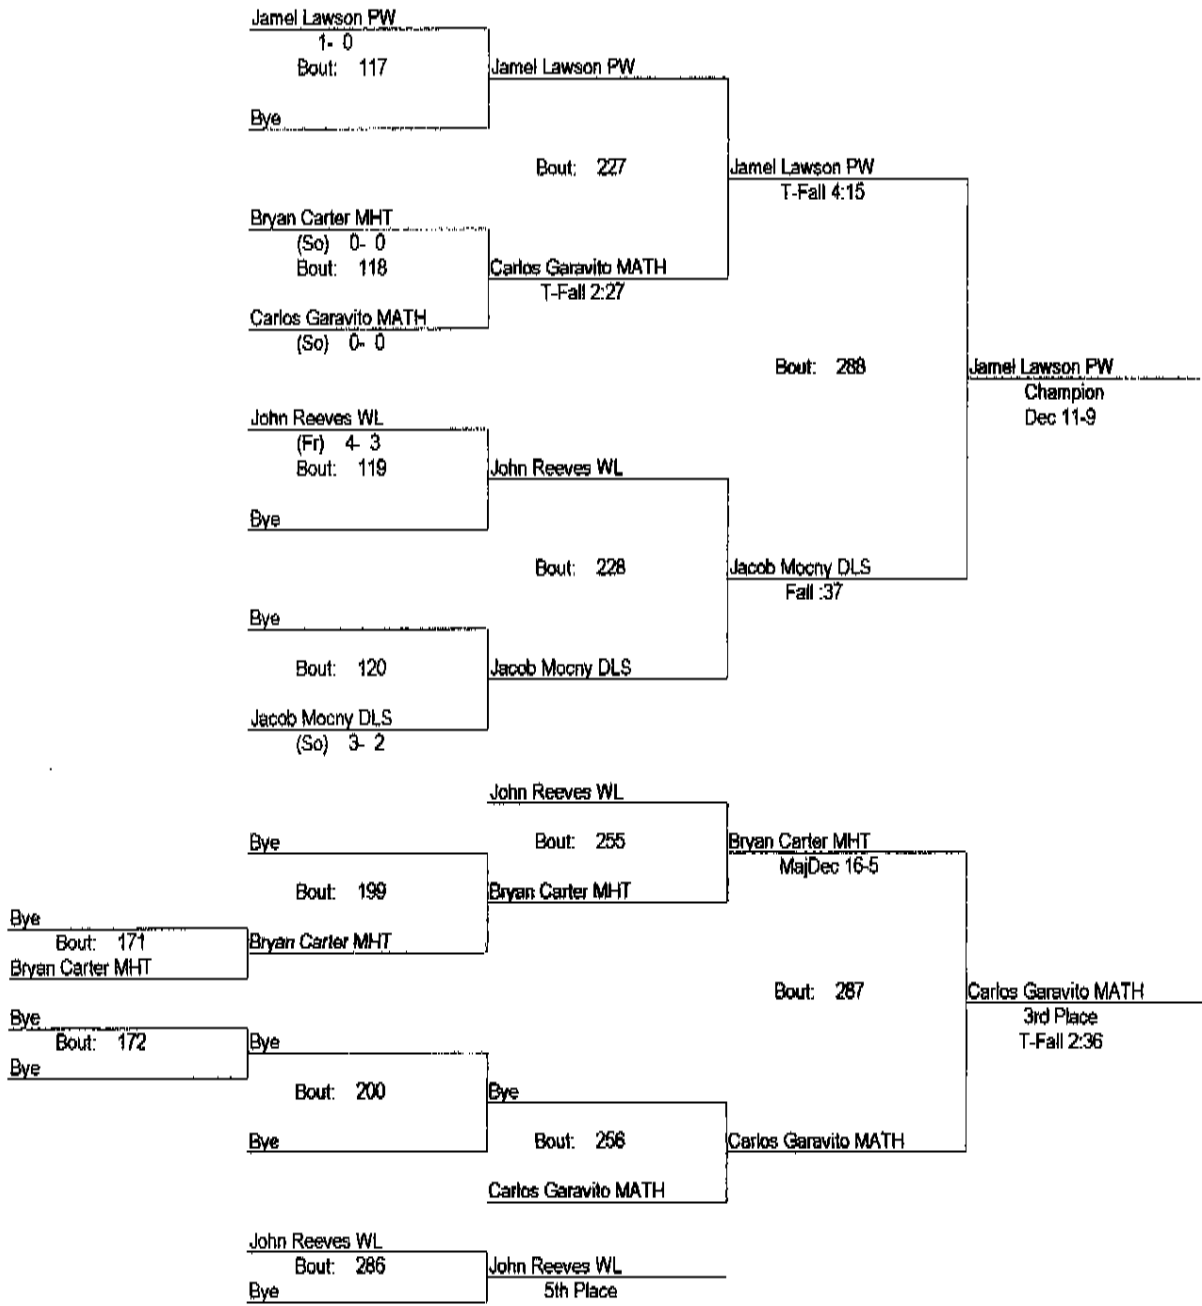 Jamel Lawson PW
1- 0
Bout: 117
Jamel Lawson PW
Bye
Bout: 227
Jamel Lawson PW
T-Fall 4:15
Bryan Carter MHT
(So) 0- 0
Bout: 118
Carlos Garavito MATH
T-Fall 2:27
Carlos Garavito MATH
(So) 0- 0
Bout: 288
Jamel Lawson PW
Champion
Dec 11-9
John Reeves WL
(Fr) 4- 3
Bout: 119
John Reeves WL
Bye
Bout: 228
Jacob Mocny DLS
Fall :37
Bye
Bout: 120
Jacob Mocny DLS
Jacob Mocny DLS
(So) 3- 2
John Reeves WL
Bout: 255
Bryan Carter MHT
MajDec 16-5
Bye
Bout: 199
Bryan Carter MHT
Bye
Bout: 171
Bryan Carter MHT
Bryan Carter MHT
Bout: 287
Carlos Garavito MATH
3rd Place
T-Fall 2:36
Bye
Bout: 172
Bye
Bye
Bout: 200
Bye
Bye
Bout: 256
Carlos Garavito MATH
Carlos Garavito MATH
John Reeves WL
Bout: 286
John Reeves WL
5th Place
Bye